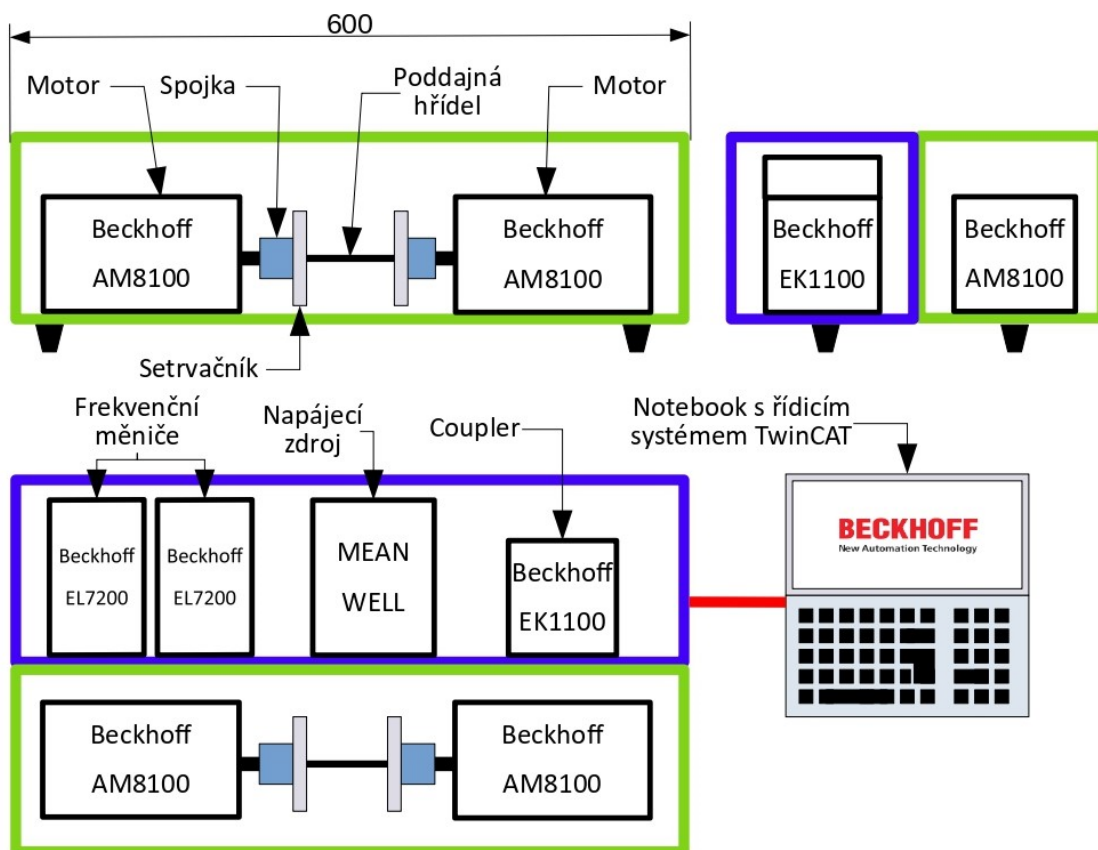 600
Motor
Spojka
Poddajná
hřídel
Motor
Beckhoff
AM8100
Beckhoff
AM8100
Beckhoff
EK1100
Beckhoff
AM8100
Setrvačník
Frekvenční
měniče
Napájecí
zdroj
Coupler
Notebook s řídicím
systémem TwinCAT
Beckhoff
EL7200
Beckhoff
EL7200
MEAN
WELL
Beckhoff
EK1100
BECKHOFF
New Automation Technology
Beckhoff
AM8100
Beckhoff
AM8100